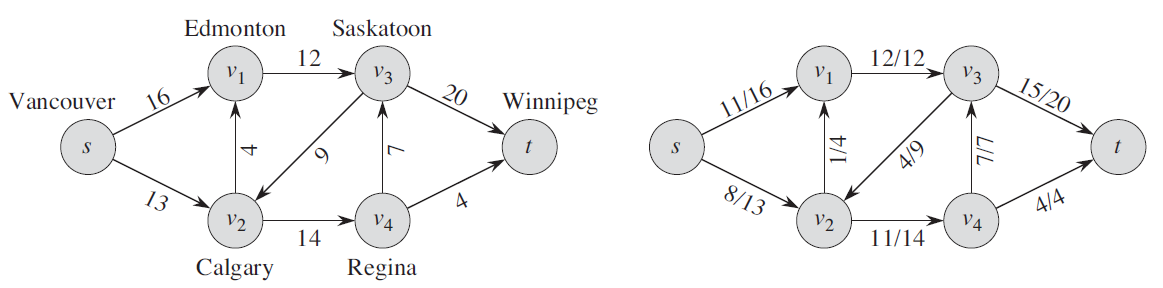 Edmonton Saskatoon
Vancouver Winnipeg
s v1 v2 v3 v4 t
16 12 20
13 4 9 7 4
14
Calgary Regina
s v1 v2 v3 v4 t
11/16 12/12 15/20
8/13 1/4 4/9 7/7 4/4
11/14